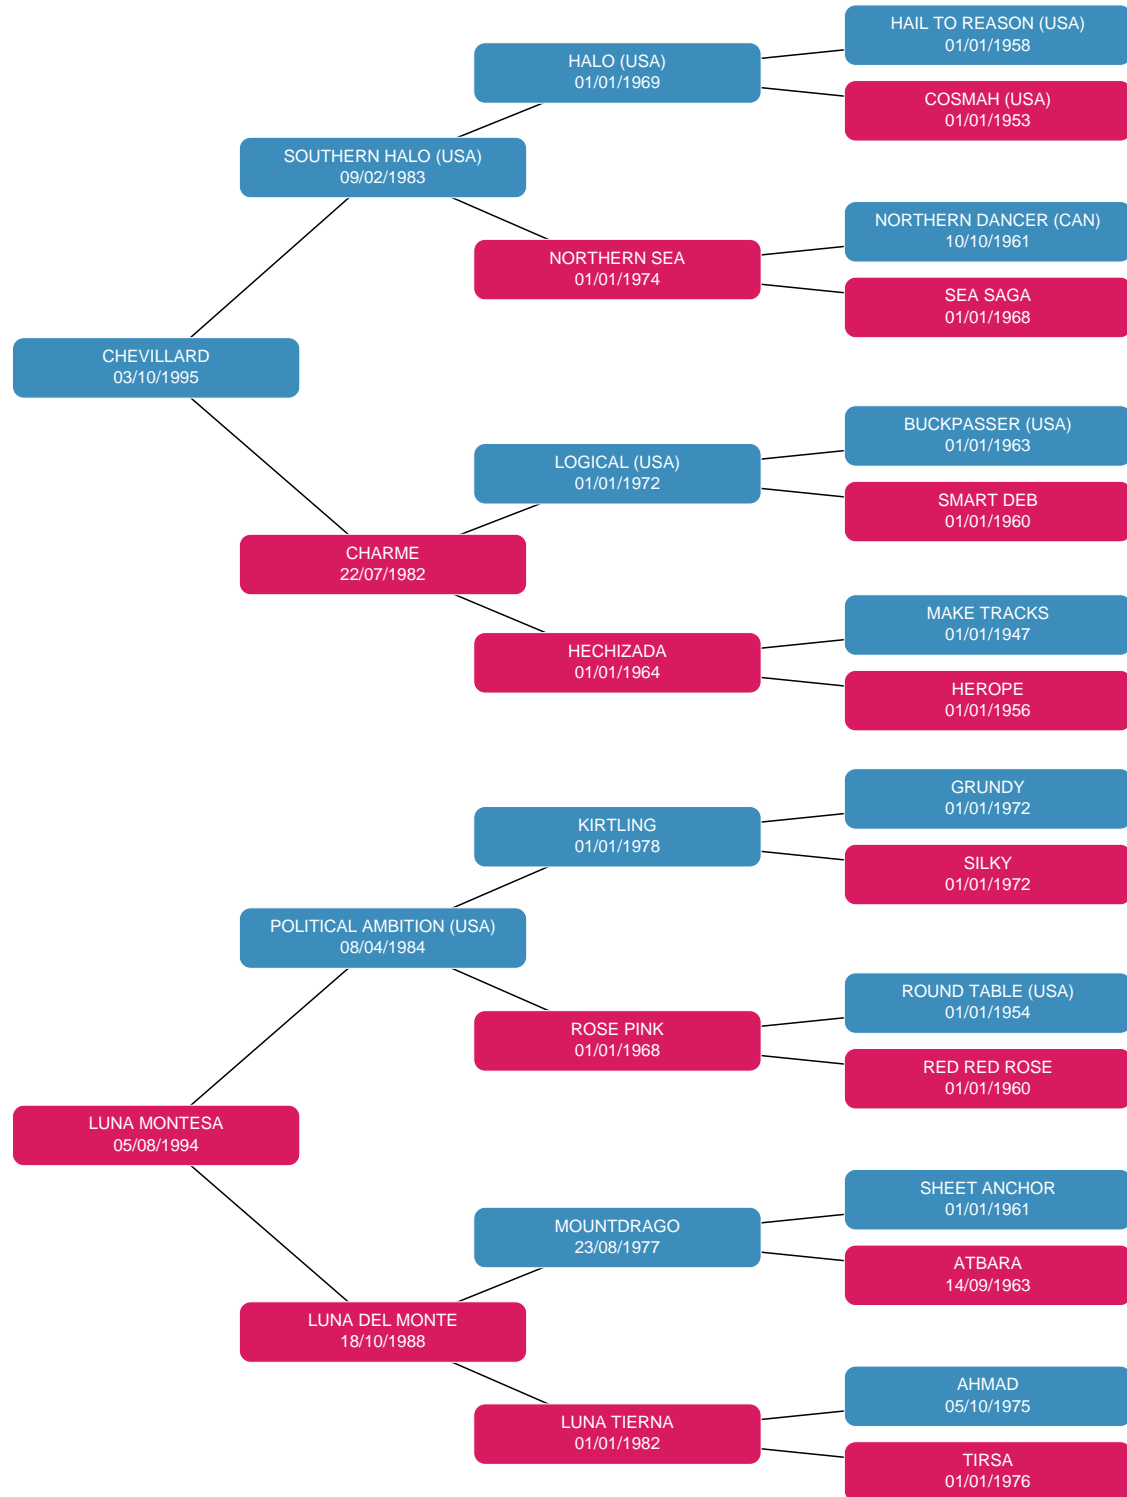 HAIL TO REASON (USA)
01/01/1958
HALO (USA)
01/01/1969
COSMAH (USA)
01/01/1953
SOUTHERN HALO (USA)
09/02/1983
NORTHERN DANCER (CAN)
10/10/1961
NORTHERN SEA
01/01/1974
SEA SAGA
01/01/1968
CHEVILLARD
03/10/1995
BUCKPASSER (USA)
01/01/1963
LOGICAL (USA)
01/01/1972
SMART DEB
01/01/1960
CHARME
22/07/1982
MAKE TRACKS
01/01/1947
HECHIZADA
01/01/1964
HEROPE
01/01/1956
GRUNDY
01/01/1972
KIRTLING
01/01/1978
SILKY
01/01/1972
POLITICAL AMBITION (USA)
08/04/1984
ROUND TABLE (USA)
01/01/1954
ROSE PINK
01/01/1968
RED RED ROSE
01/01/1960
LUNA MONTESA
05/08/1994
SHEET ANCHOR
01/01/1961
MOUNTDRAGO
23/08/1977
ATBARA
14/09/1963
LUNA DEL MONTE
18/10/1988
AHMAD
05/10/1975
LUNA TIERNA
01/01/1982
TIRSA
01/01/1976